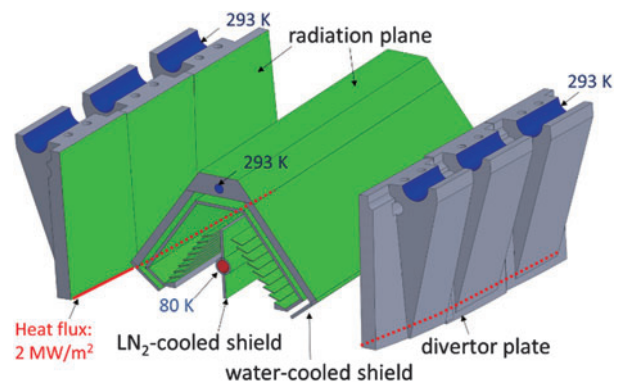 293 K
radiation plane
293 K
293 K
80 K
Heat flux:
2 MW/m²
LN₂-cooled shield
water-cooled shield
divertor plate